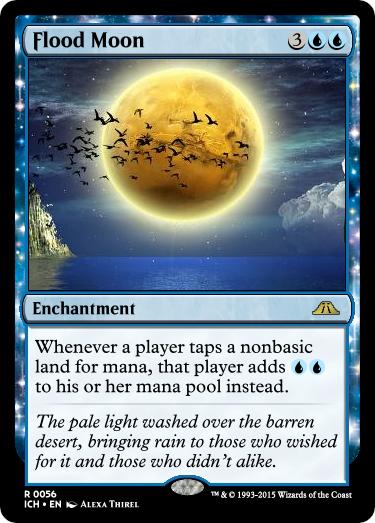 Flood Moon 3
Enchantment
Whenever a player taps a nonbasic
land for mana, that player adds
to his or her mana pool instead.
The pale light washed over the barren
desert, bringing rain to those who wished
for it and those who didn't alike.
R 0056
ICH • EN Alexa Thirel
™ & © 1993-2015 Wizards of the Coast